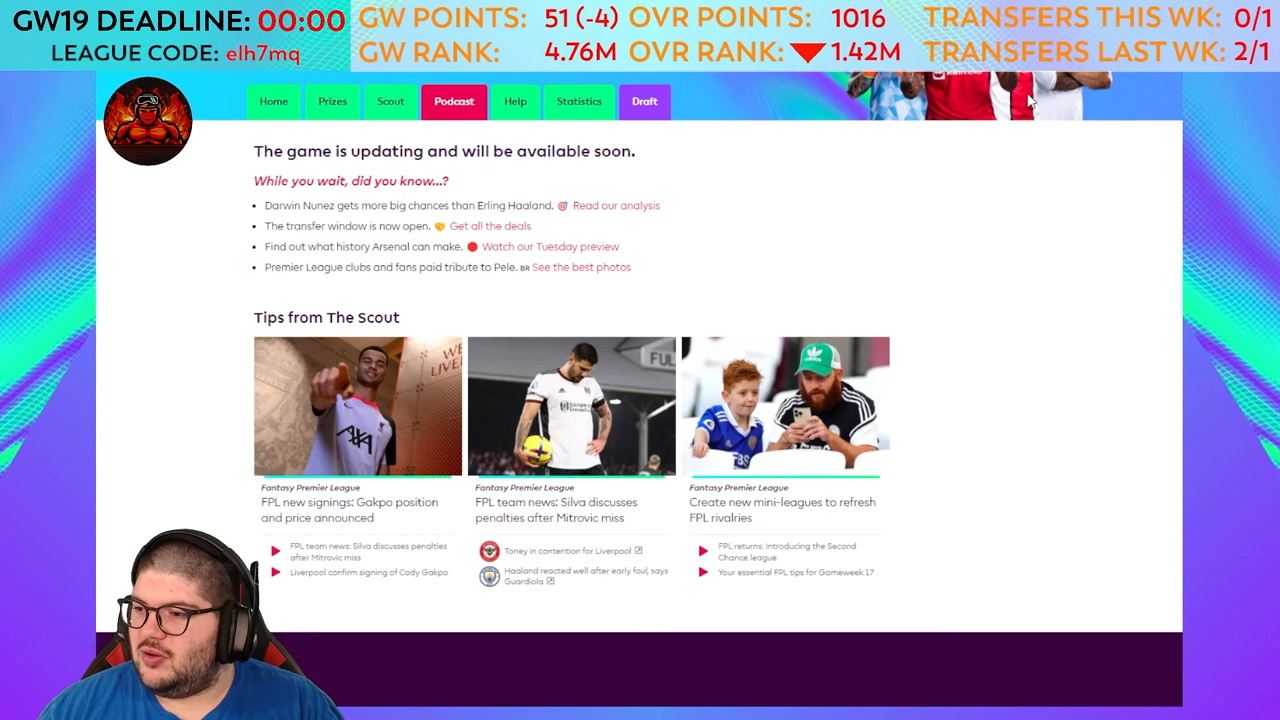 GW19 DEADLINE: 00:00
LEAGUE CODE: elh7mq
GW POINTS: 51 (-4) OVR POINTS: 1016 TRANSFERS THIS WK: 0/1
GW RANK: 4.76M OVR RANK: 1.42M TRANSFERS LAST WK: 2/1
Home Prizes Scout Podcast Help Statistics Draft
The game is updating and will be available soon.
While you wait, did you know...?
• Darwin Nunez gets more big chances than Erling Haaland. 🎯 Read our analysis
• The transfer window is now open. 🤝 Get all the deals
• Find out what history Arsenal can make. 🔴 Watch our Tuesday preview
• Premier League clubs and fans paid tribute to Pele. BR See the best photos
Tips from The Scout
WE
LIVE
AXA
FUL
adidas
FBS
Fantasy Premier League
FPL new signings: Gakpo position
and price announced
FPL team news: Silva discusses
penalties after Mitrovic miss
Liverpool confirm signing of Cody Gakpo
Fantasy Premier League
FPL team news: Silva discusses
penalties after Mitrovic miss
Toney in contention for Liverpool
Haaland reacted well after early foul, says
Guardiola
Fantasy Premier League
Create new mini-leagues to refresh
FPL rivalries
FPL returns: Introducing the Second
Chance league
Your essential FPL tips for Gameweek 17